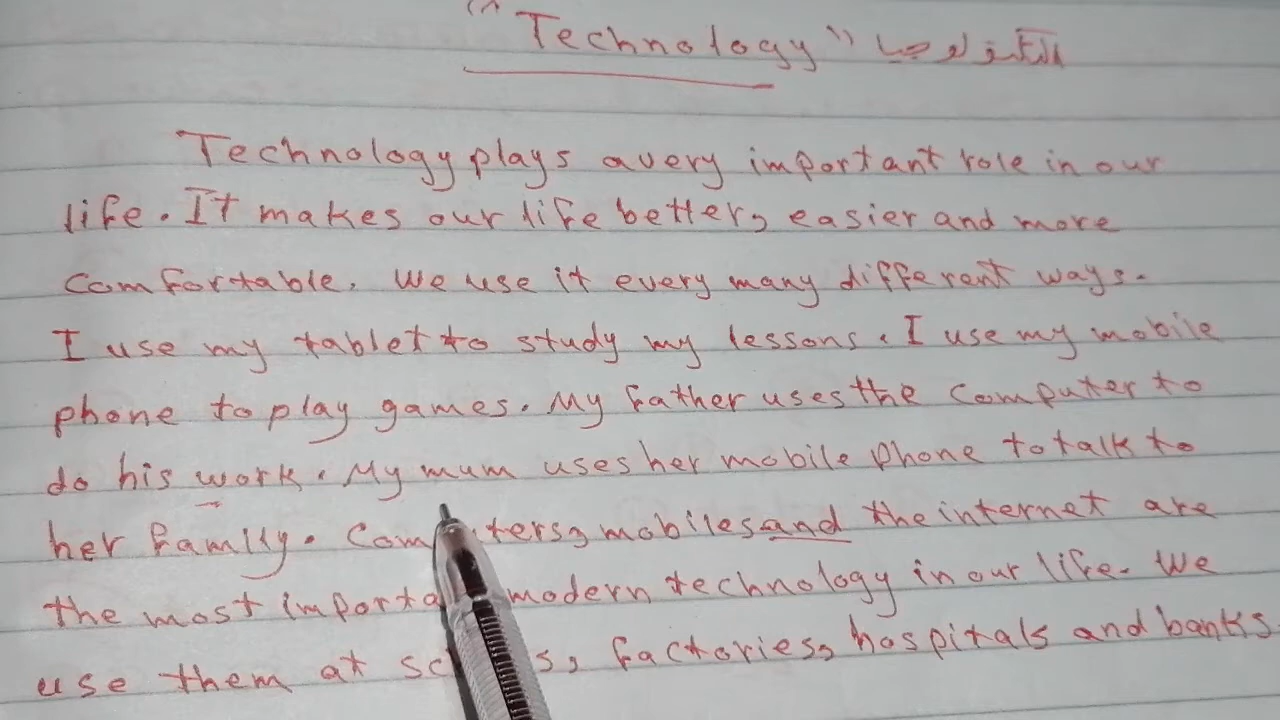 "Technology" التكنولوجيا
Technology plays a very important role in our
life. It makes our life better, easier and more
comfortable. We use it every many different ways.
I use my tablet to study my lessons. I use my mobile
phone to play games. My father uses the computer to
do his work. My mum uses her mobile phone to talk to
her family. mobiles and the internet are
the most modern technology in our life. We
use them at factories, hospitals and banks.